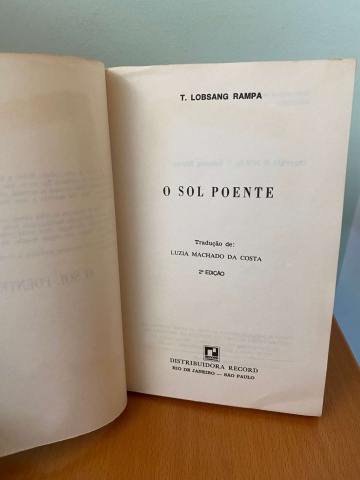 T. LOBSANG RAMPA
O SOL POENTE
Tradução de:
LUZIA MACHADO DA COSTA
2ª EDIÇÃO
DISTRIBUIDORA RECORD
RIO DE JANEIRO — SÃO PAULO